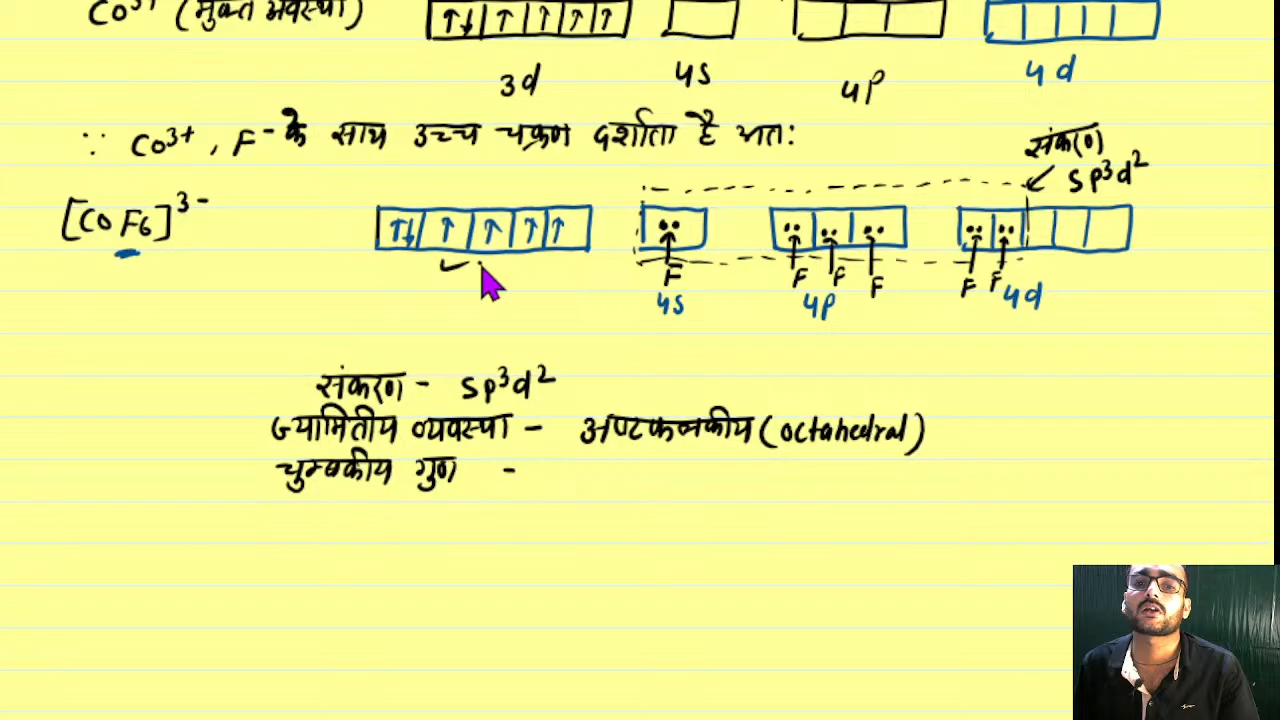 Co³⁺ (मुक्त अवस्था)
3d 4s 4p 4d
∵ Co³⁺, F⁻ के साथ उच्च चक्रण दर्शाता है अतः
संकरण
sp³d²
[CoF6]³⁻
F F F F F F
4s 4p 4d
संकरण - sp³d²
ज्यामितीय व्यवस्था - अष्टफलकीय (octahedral)
चुम्बकीय गुण -